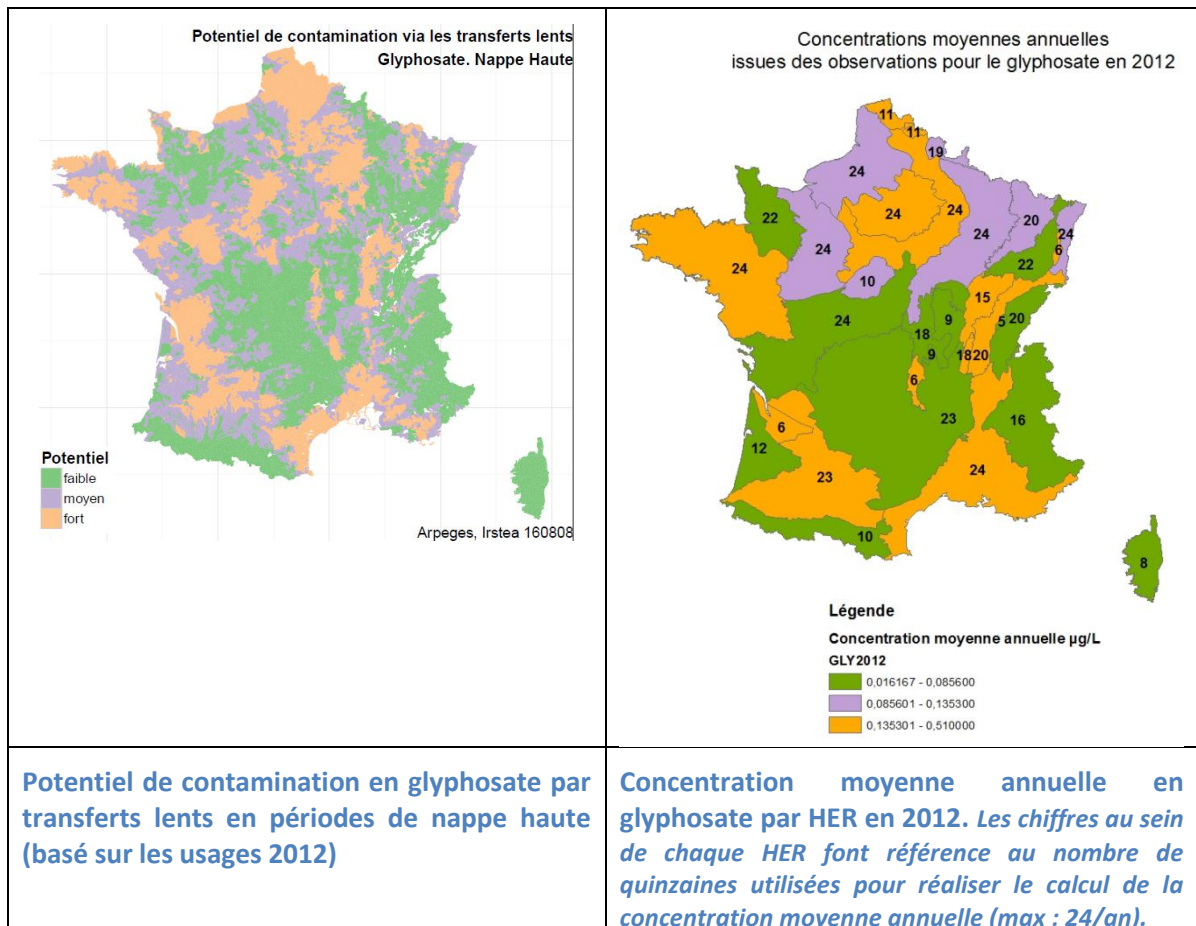 Potentiel de contamination via les transferts lents
Glyphosate. Nappe Haute
Potentiel
faible
moyen
fort
Arpeges, Irstea 160808
Concentrations moyennes annuelles
issues des observations pour le glyphosate en 2012
11
11
19
24
24
24
20
24
22
24
6
22
24
24
10
15
24
9
5
20
18
9
18
20
6
23
16
6
12
23
24
10
8
Légende
Concentration moyenne annuelle µg/L
GLY2012
0,016167 - 0,085600
0,085601 - 0,135300
0,135301 - 0,510000
Potentiel de contamination en glyphosate par
transferts lents en périodes de nappe haute
(basé sur les usages 2012)
Concentration moyenne annuelle en
glyphosate par HER en 2012. Les chiffres au sein
de chaque HER font référence au nombre de
quinzaines utilisées pour réaliser le calcul de la
concentration moyenne annuelle (max : 24/an).